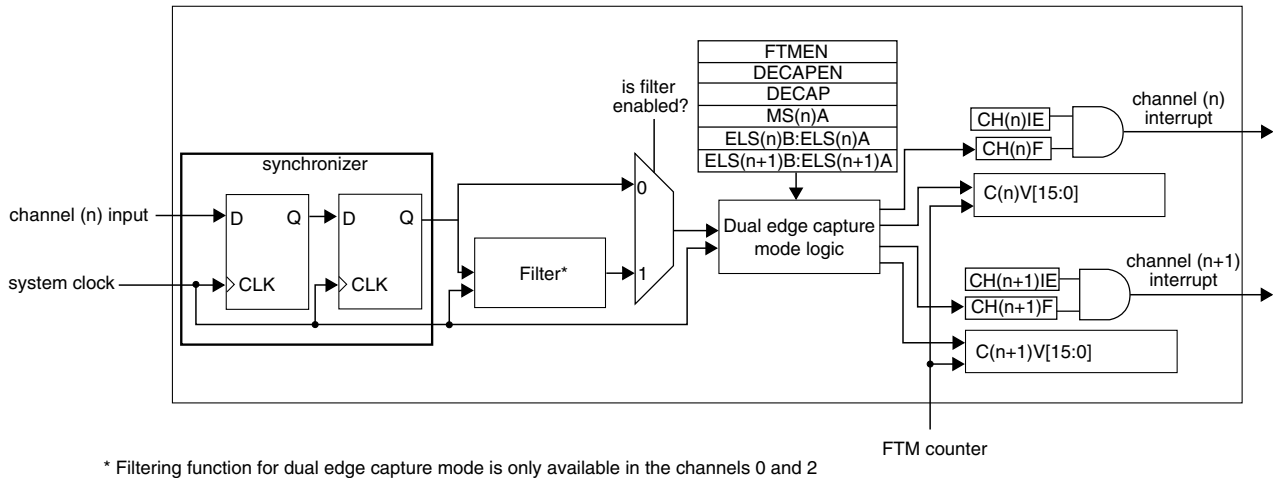 FTMEN
DECAPEN
DECAP
MS(n)A
ELS(n)B:ELS(n)A
ELS(n+1)B:ELS(n+1)A
is filter
enabled?
synchronizer
channel (n) input
D Q
CLK
D Q
CLK
system clock
Filter*
0
1
Dual edge capture
mode logic
CH(n)IE
CH(n)F
channel (n)
interrupt
C(n)V[15:0]
CH(n+1)IE
CH(n+1)F
channel (n+1)
interrupt
C(n+1)V[15:0]
FTM counter
* Filtering function for dual edge capture mode is only available in the channels 0 and 2